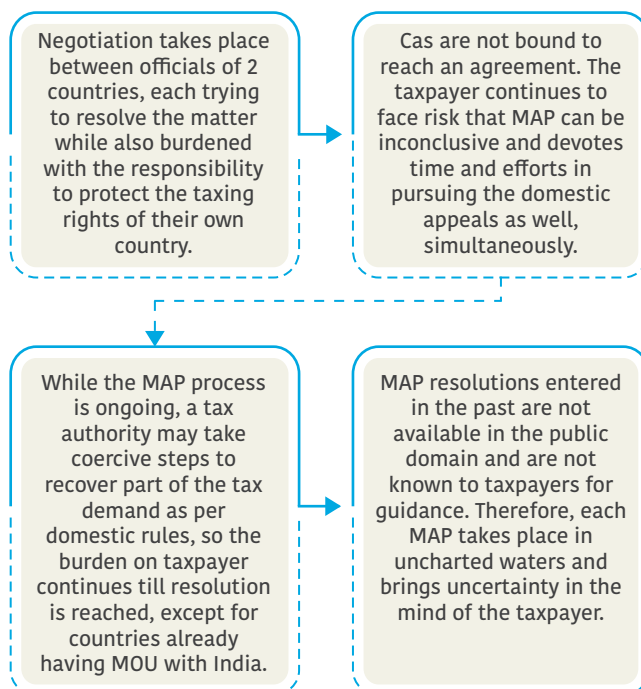 Negotiation takes place
between officials of 2
countries, each trying
to resolve the matter
while also burdened
with the responsibility
to protect the taxing
rights of their own
country.
Cas are not bound to
reach an agreement. The
taxpayer continues to
face risk that MAP can be
inconclusive and devotes
time and efforts in
pursuing the domestic
appeals as well,
simultaneously.
While the MAP process
is ongoing, a tax
authority may take
coercive steps to
recover part of the tax
demand as per
domestic rules, so the
burden on taxpayer
continues till resolution
is reached, except for
countries already
having MOU with India.
MAP resolutions entered
in the past are not
available in the public
domain and are not
known to taxpayers for
guidance. Therefore, each
MAP takes place in
uncharted waters and
brings uncertainty in the
mind of the taxpayer.